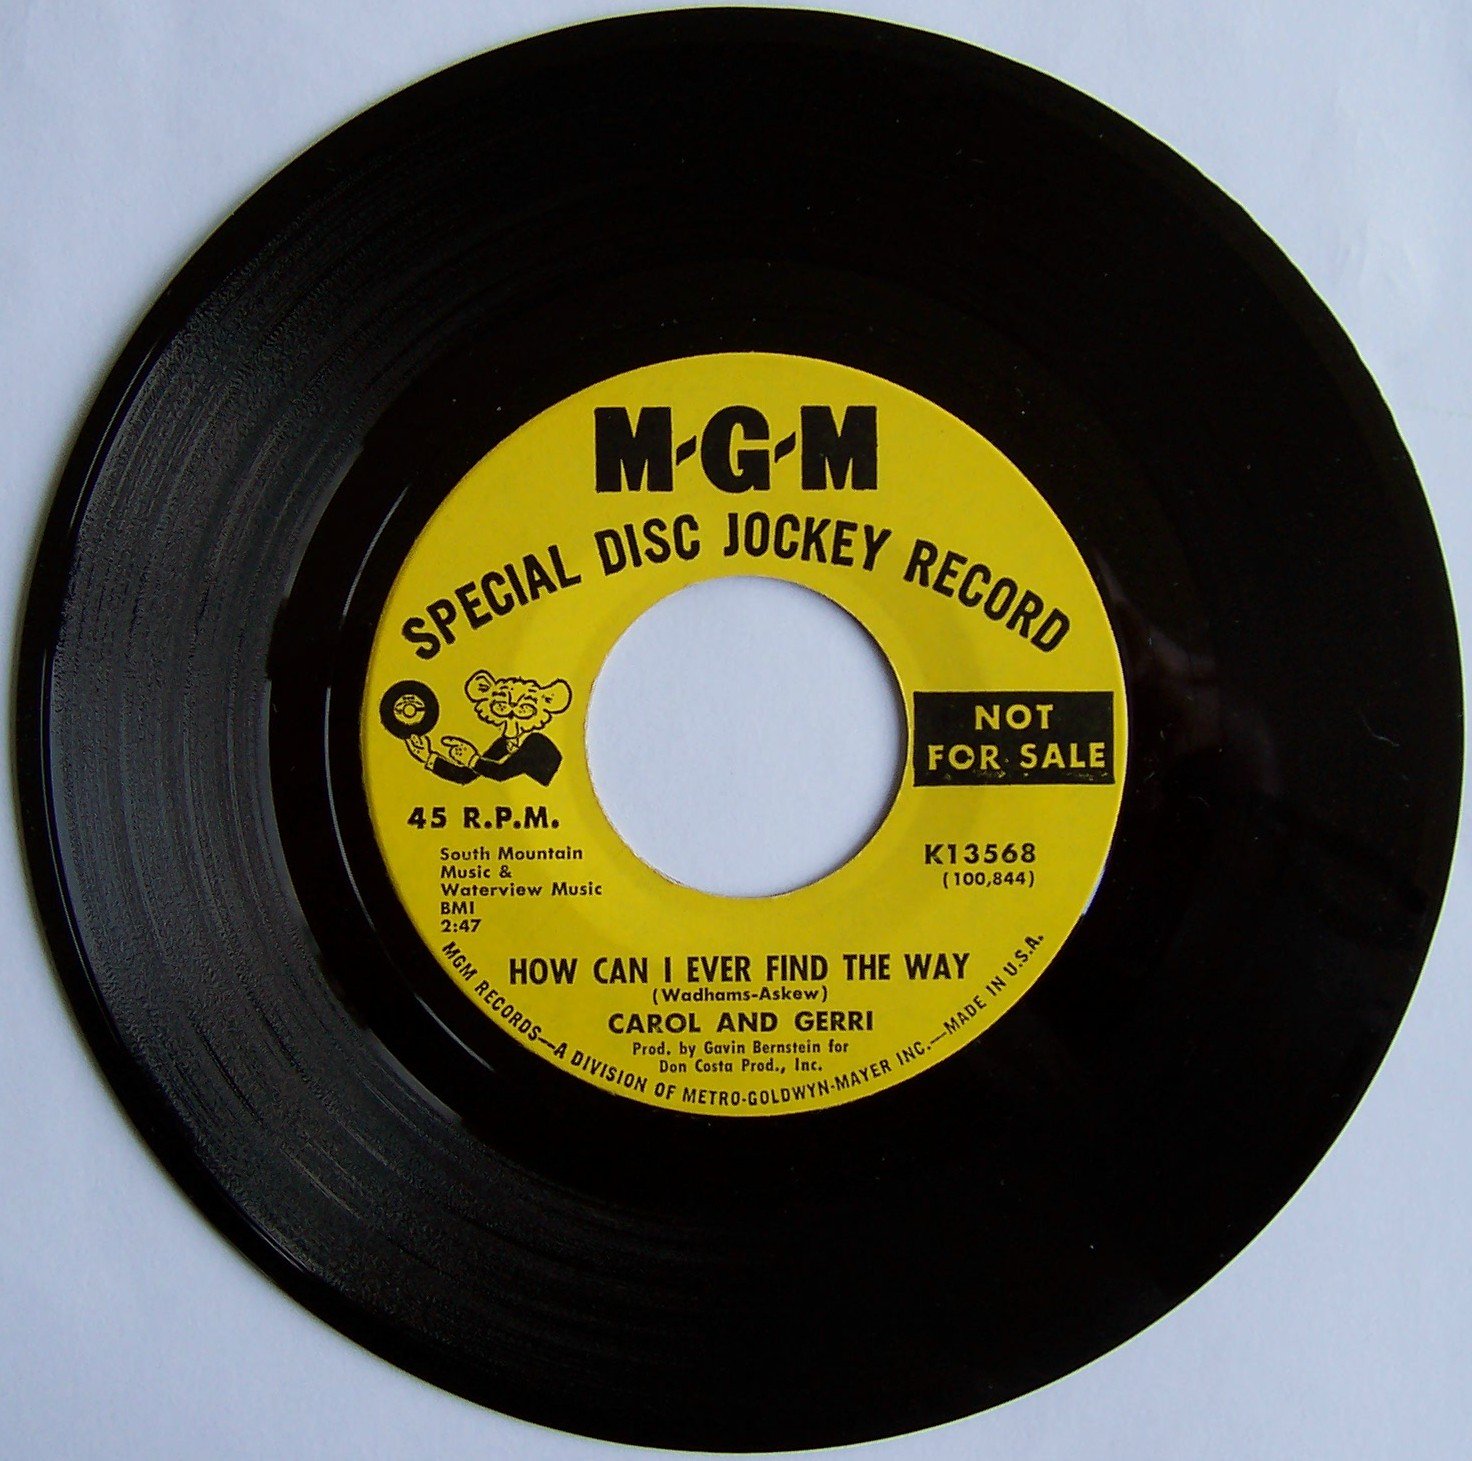 M-G-M
SPECIAL DISC JOCKEY RECORD
NOT
FOR SALE
45 R.P.M.
South Mountain
Music &
Waterview Music
BMI
2:47
K13568
(100,844)
HOW CAN I EVER FIND THE WAY
(Wadhams-Askew)
CAROL AND GERRI
Prod. by Gavin Bernstein for
Don Costa Prod., Inc.
MGM RECORDS—A DIVISION OF METRO-GOLDWYN-MAYER INC.—MADE IN U.S.A.